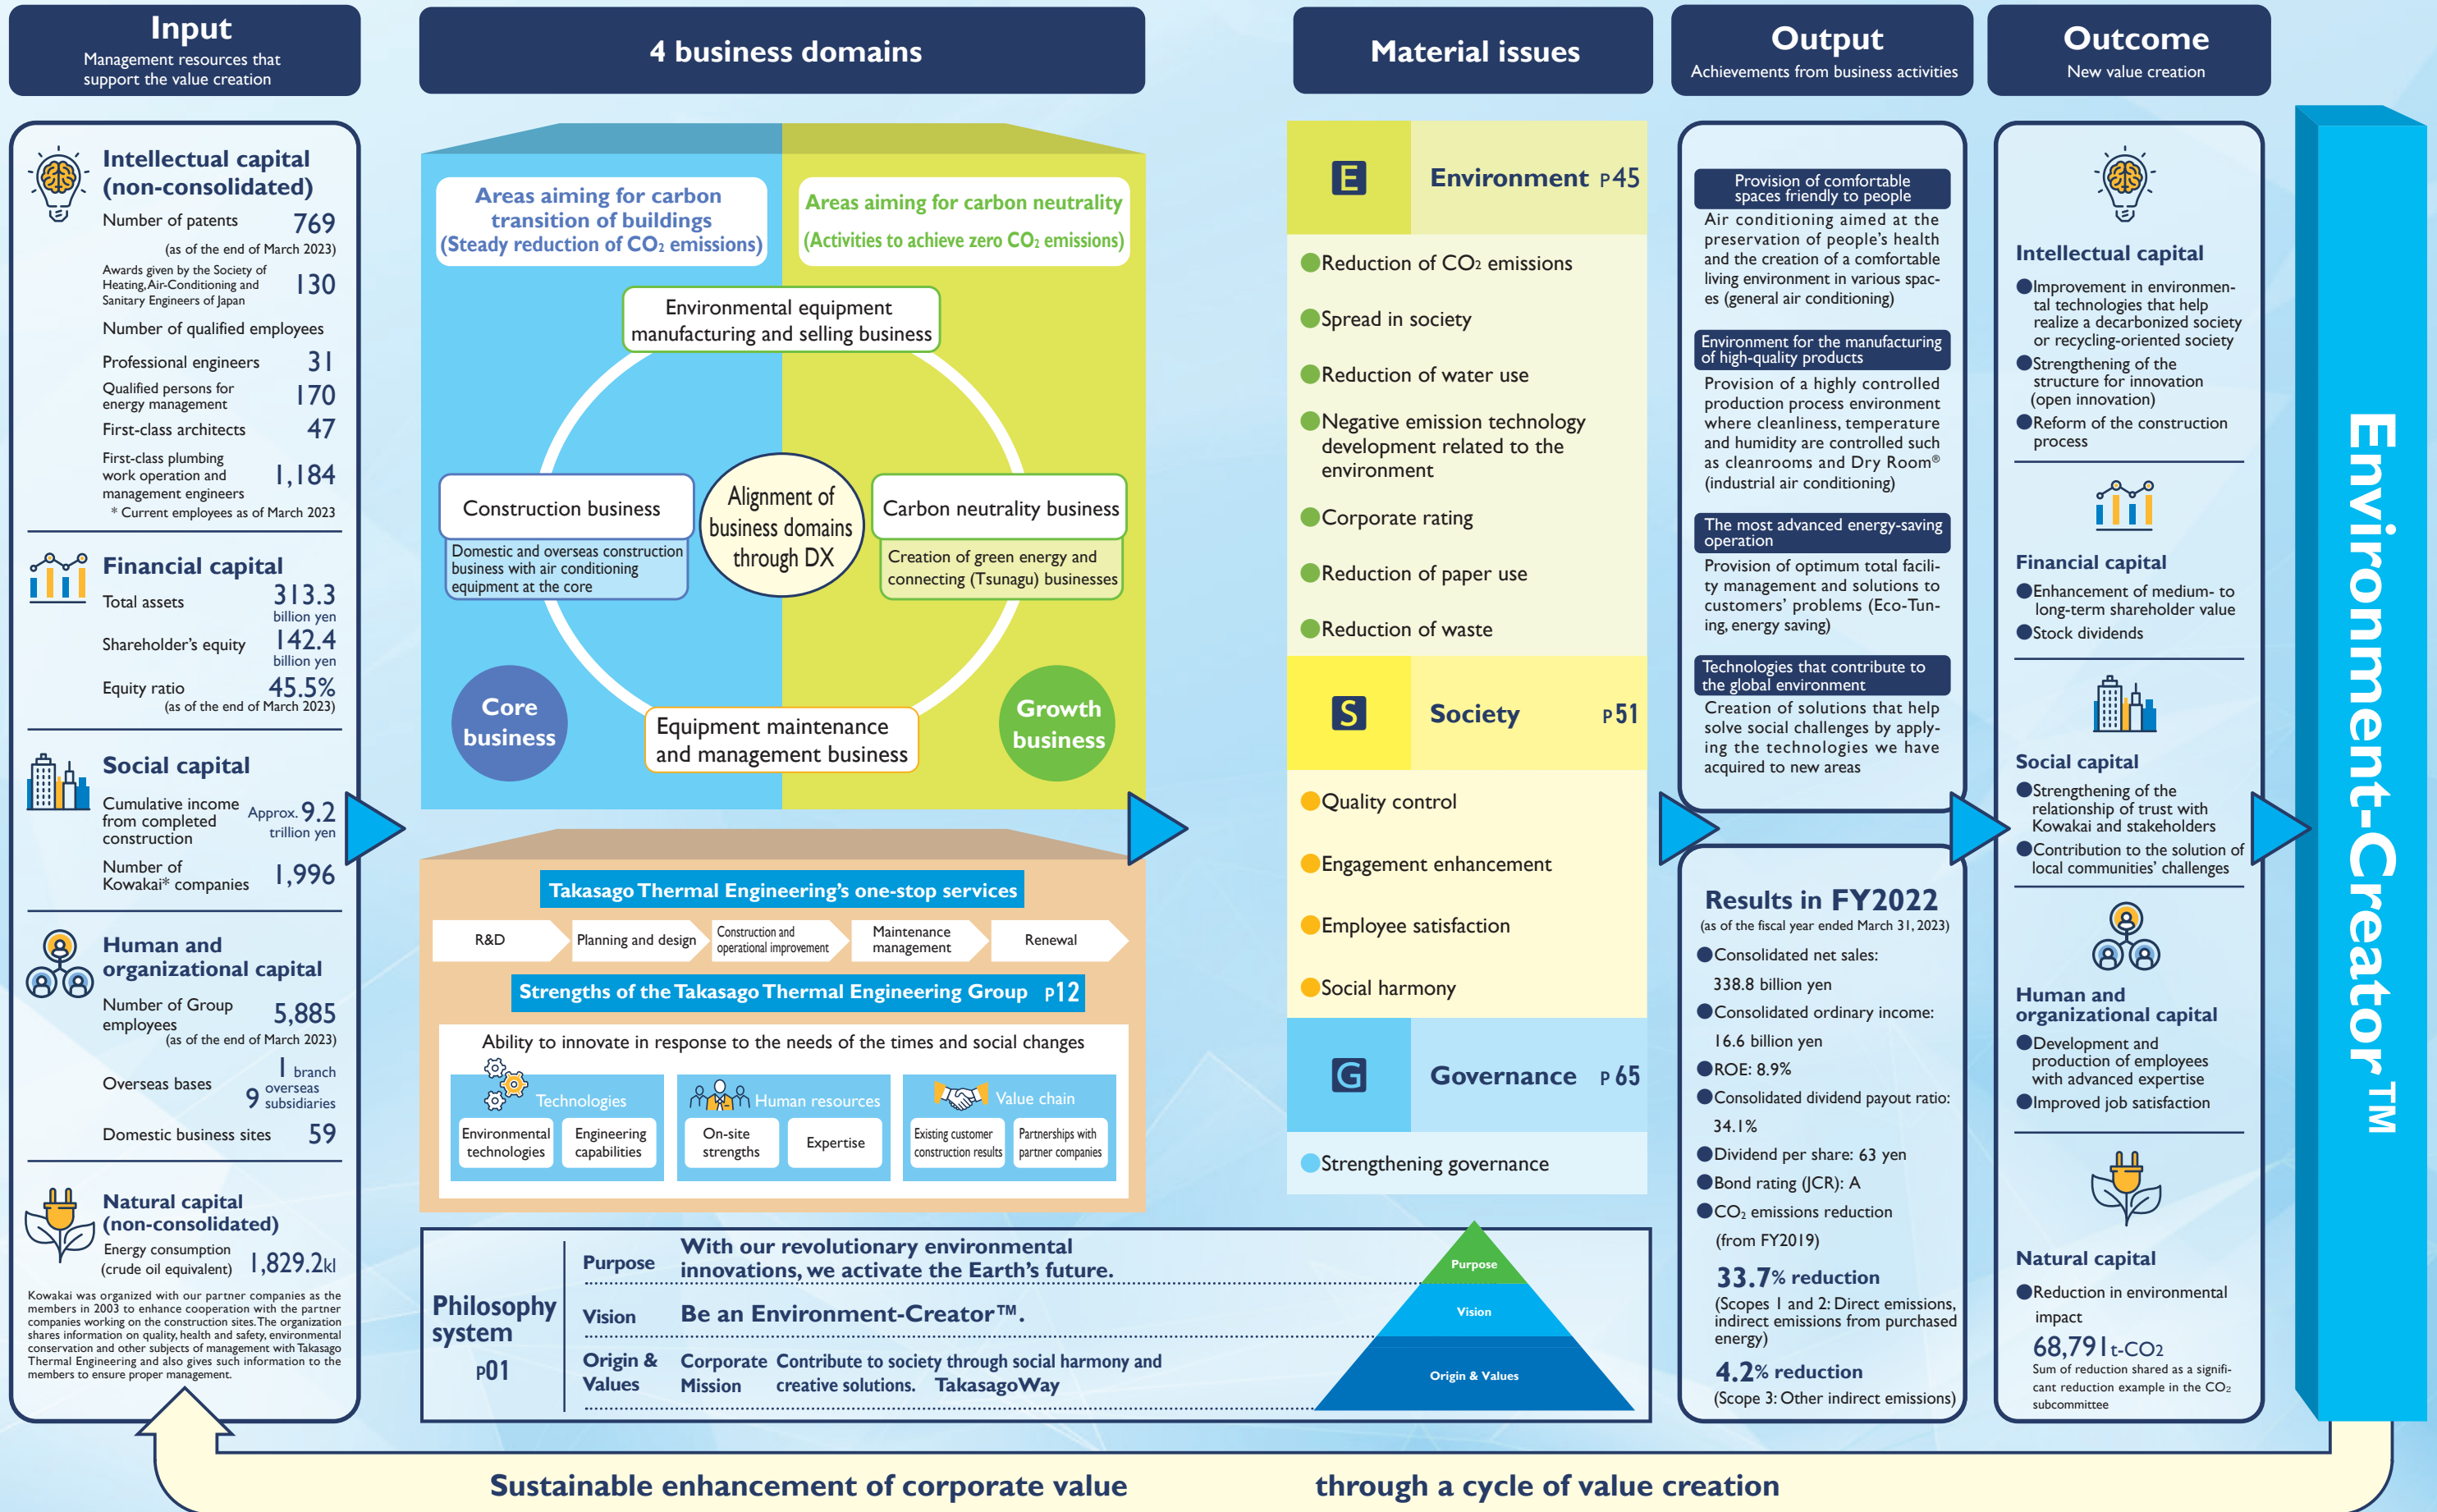 Input
Management resources that
support the value creation
4 business domains
Material issues
Output
Achievements from business activities
Outcome
New value creation
Intellectual capital
(non-consolidated)
Number of patents 769
(as of the end of March 2023)
Awards given by the Society of
Heating, Air-Conditioning and
Sanitary Engineers of Japan
130
Number of qualified employees
Professional engineers 31
Qualified persons for
energy management
170
First-class architects 47
First-class plumbing
work operation and
management engineers
1,184
* Current employees as of March 2023
Financial capital
Total assets 313.3
billion yen
Shareholder's equity 142.4
billion yen
Equity ratio 45.5%
(as of the end of March 2023)
Social capital
Cumulative income
from completed
construction
Approx. 9.2
trillion yen
Number of
Kowakai* companies
1,996
Human and
organizational capital
Number of Group
employees
5,885
(as of the end of March 2023)
Overseas bases
1 branch
9 overseas
subsidiaries
Domestic business sites 59
Natural capital
(non-consolidated)
Energy consumption
(crude oil equivalent)
1,829.2kl
Kowakai was organized with our partner companies as the
members in 2003 to enhance cooperation with the partner
companies working on the construction sites. The organization
shares information on quality, health and safety, environmental
conservation and other subjects of management with Takasago
Thermal Engineering and also gives such information to the
members to ensure proper management.
Areas aiming for carbon
transition of buildings
(Steady reduction of CO2 emissions)
Areas aiming for carbon neutrality
(Activities to achieve zero CO2 emissions)
Environmental equipment
manufacturing and selling business
Construction business
Domestic and overseas construction
business with air conditioning
equipment at the core
Alignment of
business domains
through DX
Carbon neutrality business
Creation of green energy and
connecting (Tsunagu) businesses
Core
business
Equipment maintenance
and management business
Growth
business
Takasago Thermal Engineering's one-stop services
R&D
Planning and design
Construction and
operational improvement
Maintenance
management
Renewal
Strengths of the Takasago Thermal Engineering Group P12
Ability to innovate in response to the needs of the times and social changes
Technologies
Environmental
technologies
Engineering
capabilities
Human resources
On-site
strengths
Expertise
Value chain
Existing customer
construction results
Partnerships with
partner companies
Philosophy
system
P01
Purpose
With our revolutionary environmental
innovations, we activate the Earth's future.
Vision
Be an Environment-Creator™.
Origin &
Values
Corporate
Mission
Contribute to society through social harmony and
creative solutions. TakasagoWay
Purpose
Vision
Origin & Values
E Environment P45
●Reduction of CO2 emissions
●Spread in society
●Reduction of water use
●Negative emission technology
development related to the
environment
●Corporate rating
●Reduction of paper use
●Reduction of waste
S Society P51
●Quality control
●Engagement enhancement
●Employee satisfaction
●Social harmony
G Governance P 65
●Strengthening governance
Provision of comfortable
spaces friendly to people
Air conditioning aimed at the
preservation of people's health
and the creation of a comfortable
living environment in various spac-
es (general air conditioning)
Environment for the manufacturing
of high-quality products
Provision of a highly controlled
production process environment
where cleanliness, temperature
and humidity are controlled such
as cleanrooms and Dry Room®
(industrial air conditioning)
The most advanced energy-saving
operation
Provision of optimum total facili-
ty management and solutions to
customers' problems (Eco-Tun-
ing, energy saving)
Technologies that contribute to
the global environment
Creation of solutions that help
solve social challenges by apply-
ing the technologies we have
acquired to new areas
Results in FY2022
(as of the fiscal year ended March 31, 2023)
●Consolidated net sales:
338.8 billion yen
●Consolidated ordinary income:
16.6 billion yen
●ROE: 8.9%
●Consolidated dividend payout ratio:
34.1%
●Dividend per share: 63 yen
●Bond rating (JCR): A
●CO2 emissions reduction
(from FY2019)
33.7% reduction
(Scopes 1 and 2: Direct emissions,
indirect emissions from purchased
energy)
4.2% reduction
(Scope 3: Other indirect emissions)
Intellectual capital
●Improvement in environmen-
tal technologies that help
realize a decarbonized society
or recycling-oriented society
●Strengthening of the
structure for innovation
(open innovation)
●Reform of the construction
process
Financial capital
●Enhancement of medium- to
long-term shareholder value
●Stock dividends
Social capital
●Strengthening of the
relationship of trust with
Kowakai and stakeholders
●Contribution to the solution of
local communities' challenges
Human and
organizational capital
●Development and
production of employees
with advanced expertise
●Improved job satisfaction
Natural capital
●Reduction in environmental
impact
68,791t-CO2
Sum of reduction shared as a signifi-
cant reduction example in the CO2
subcommittee
Environment-Creator™
Sustainable enhancement of corporate value through a cycle of value creation